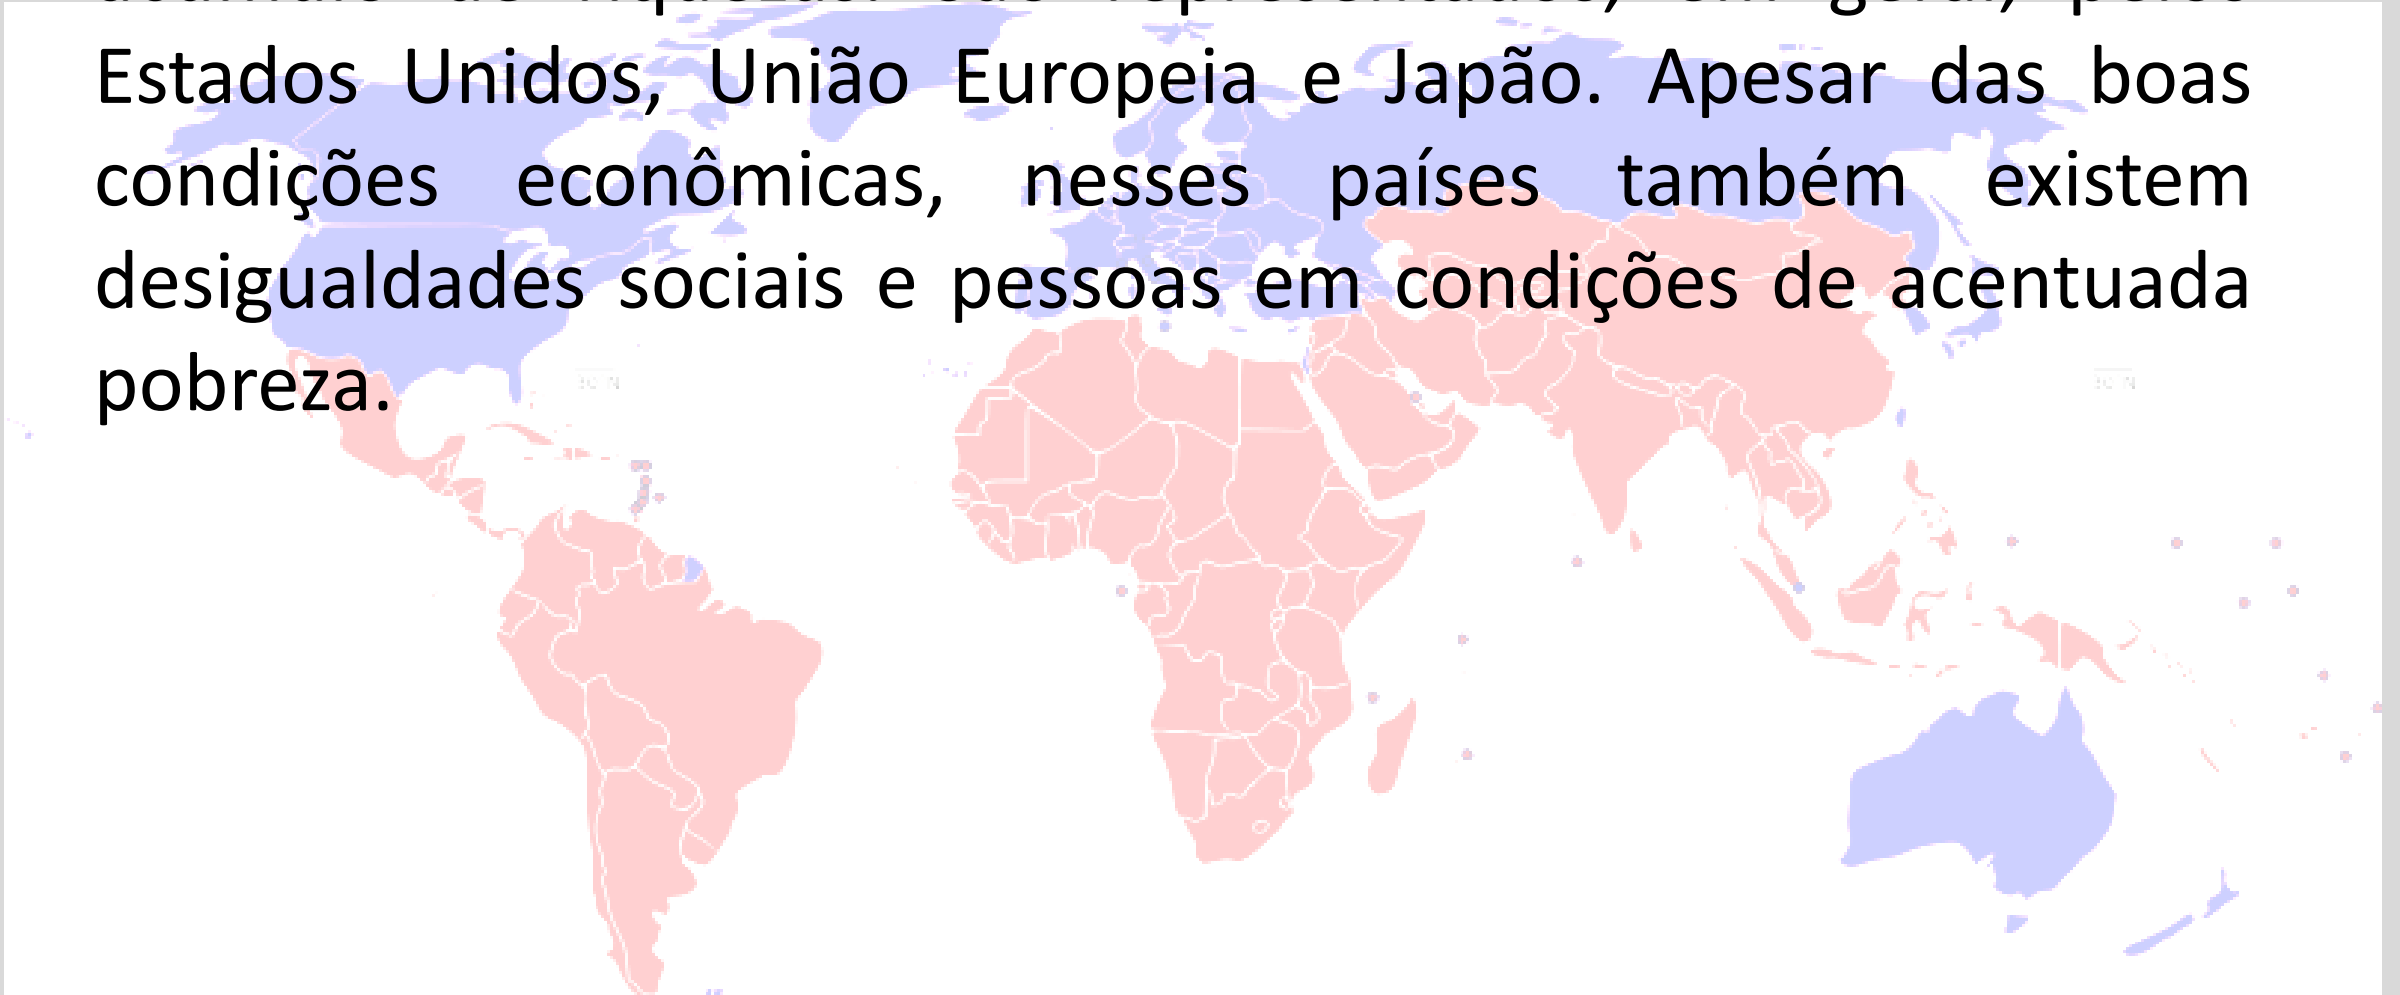 Estados Unidos, União Europeia e Japão. Apesar das boas
condições econômicas, nesses países também existem
desigualdades sociais e pessoas em condições de acentuada
pobreza.